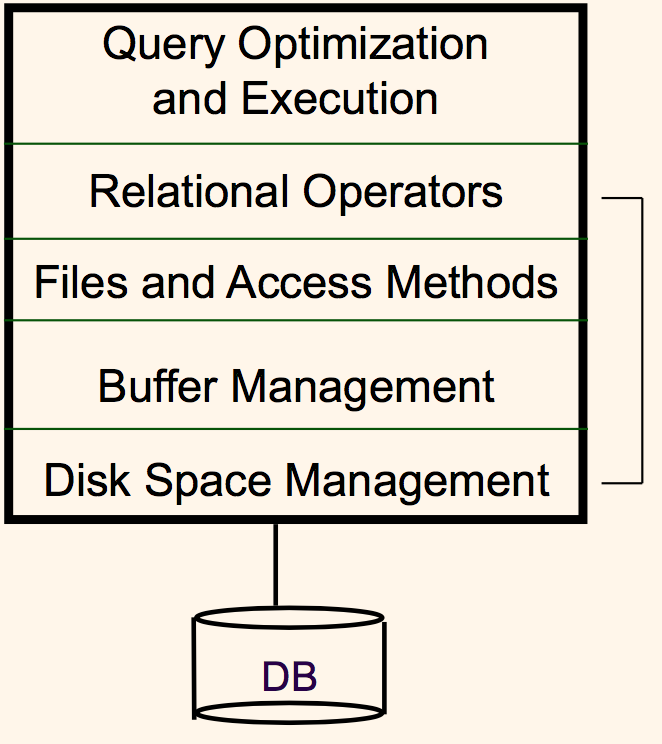 Query Optimization
and Execution
Relational Operators
Files and Access Methods
Buffer Management
Disk Space Management
DB